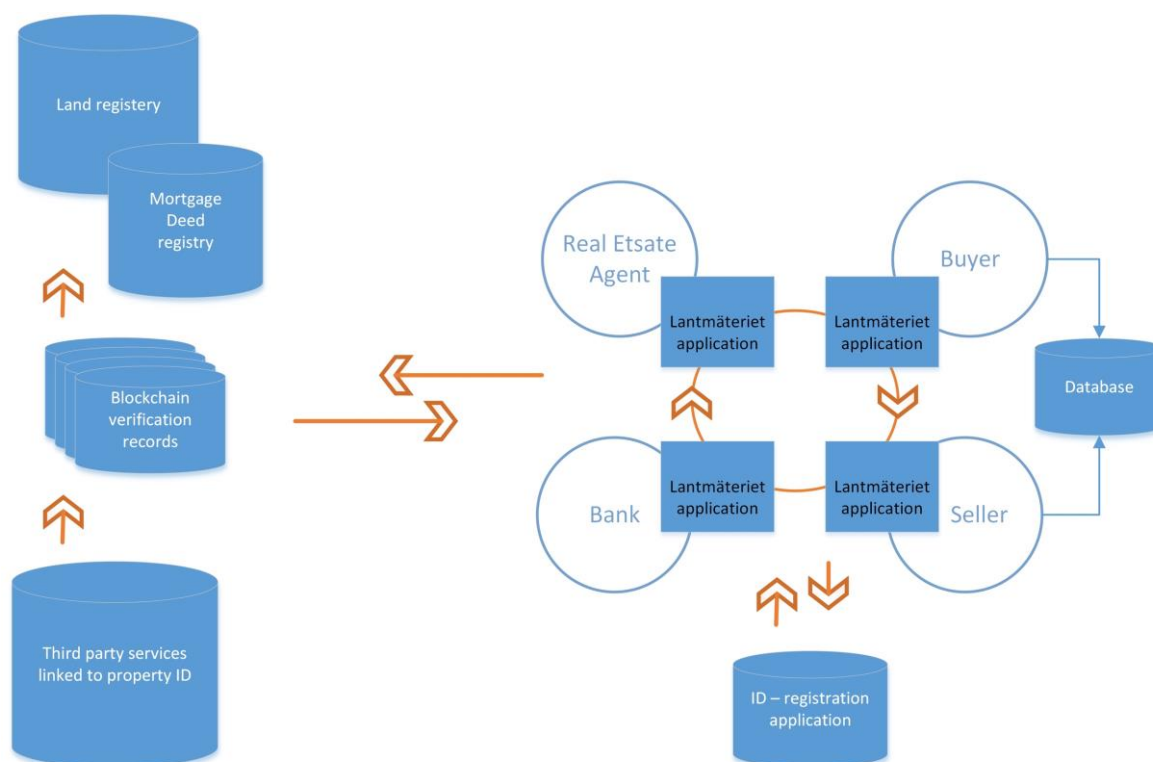 Land registery
Mortgage
Deed
registry
Blockchain
verification
records
Third party services
linked to property ID
Real Etsate
Agent
Lantmäteriet
application
Buyer
Lantmäteriet
application
Database
Bank
Lantmäteriet
application
Seller
Lantmäteriet
application
ID – registration
application